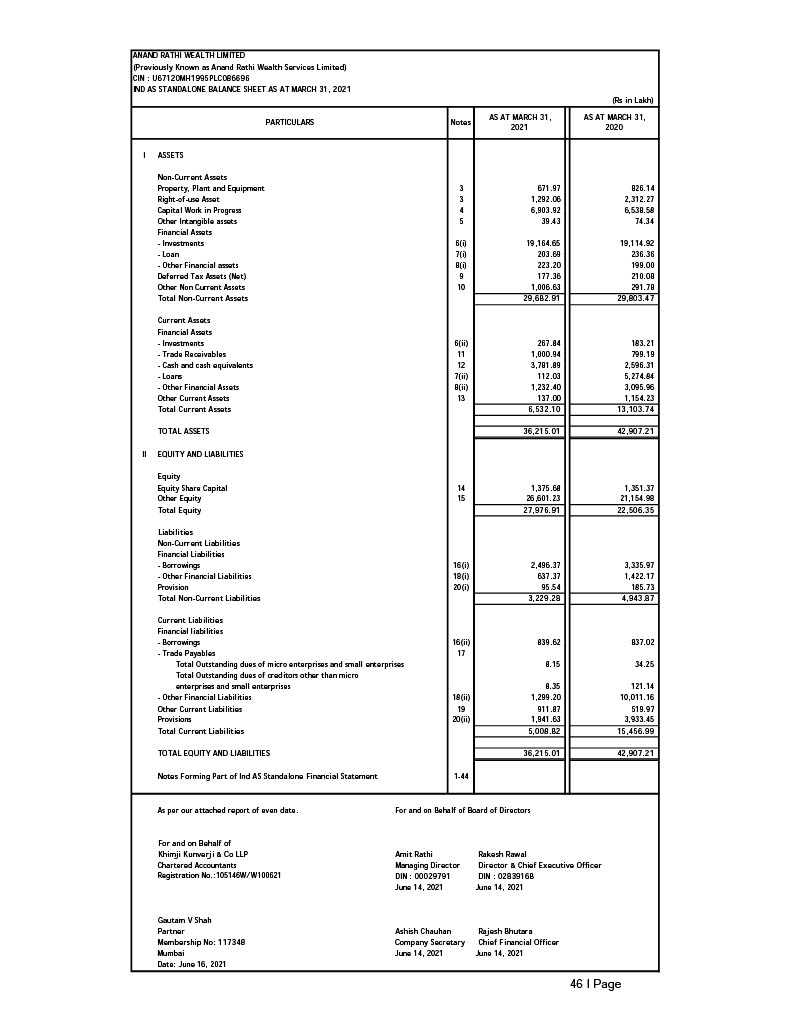 ANAND RATHI WEALTH LIMITED
(Previously Known as Anand Rathi Wealth Services Limited)
CIN : U67120MH1995PLC086696
IND AS STANDALONE BALANCE SHEET AS AT MARCH 31, 2021
(Rs in Lakh)
PARTICULARS Notes AS AT MARCH 31, 2021 AS AT MARCH 31, 2020
I ASSETS
Non-Current Assets
Property, Plant and Equipment 3 671.97 826.14
Right-of-use Asset 3 1,292.06 2,312.27
Capital Work in Progress 4 6,903.92 6,538.58
Other Intangible assets 5 39.43 74.34
Financial Assets
- Investments 6(i) 19,164.65 19,114.92
- Loan 7(i) 203.69 236.36
- Other Financial assets 8(i) 223.20 199.00
Deferred Tax Assets (Net) 9 177.36 210.08
Other Non Current Assets 10 1,006.63 291.78
Total Non-Current Assets 29,682.91 29,803.47
Current Assets
Financial Assets
- Investments 6(ii) 267.84 183.21
- Trade Receivables 11 1,000.94 799.19
- Cash and cash equivalents 12 3,781.89 2,596.31
- Loans 7(ii) 112.03 5,274.84
- Other Financial Assets 8(ii) 1,232.40 3,095.96
Other Current Assets 13 137.00 1,154.23
Total Current Assets 6,532.10 13,103.74
TOTAL ASSETS 36,215.01 42,907.21
II EQUITY AND LIABILITIES
Equity
Equity Share Capital 14 1,375.68 1,351.37
Other Equity 15 26,601.23 21,154.98
Total Equity 27,976.91 22,506.35
Liabilities
Non-Current Liabilities
Financial Liabilities
- Borrowings 16(i) 2,496.37 3,335.97
- Other Financial Liabilities 18(i) 637.37 1,422.17
Provision 20(i) 95.54 185.73
Total Non-Current Liabilities 3,229.28 4,943.87
Current Liabilities
Financial liabilities
- Borrowings 16(ii) 839.62 837.02
- Trade Payables 17
Total Outstanding dues of micro enterprises and small enterprises 8.15 34.25
Total Outstanding dues of creditors other than micro
enterprises and small enterprises 8.35 121.14
- Other Financial Liabilities 18(ii) 1,299.20 10,011.16
Other Current Liabilities 19 911.87 519.97
Provisions 20(ii) 1,941.63 3,933.45
Total Current Liabilities 5,008.82 15,456.99
TOTAL EQUITY AND LIABILITIES 36,215.01 42,907.21
Notes Forming Part of Ind AS Standalone Financial Statement 1-44
As per our attached report of even date. For and on Behalf of Board of Directors
For and on Behalf of
Khimji Kunverji & Co LLP Amit Rathi Rakesh Rawal
Chartered Accountants Managing Director Director & Chief Executive Officer
Registration No.:105146W/W100621 DIN : 00029791 DIN : 02839168
June 14, 2021 June 14, 2021
Gautam V Shah
Partner Ashish Chauhan Rajesh Bhutara
Membership No: 117348 Company Secretary Chief Financial Officer
Mumbai June 14, 2021 June 14, 2021
Date: June 16, 2021
46 | Page